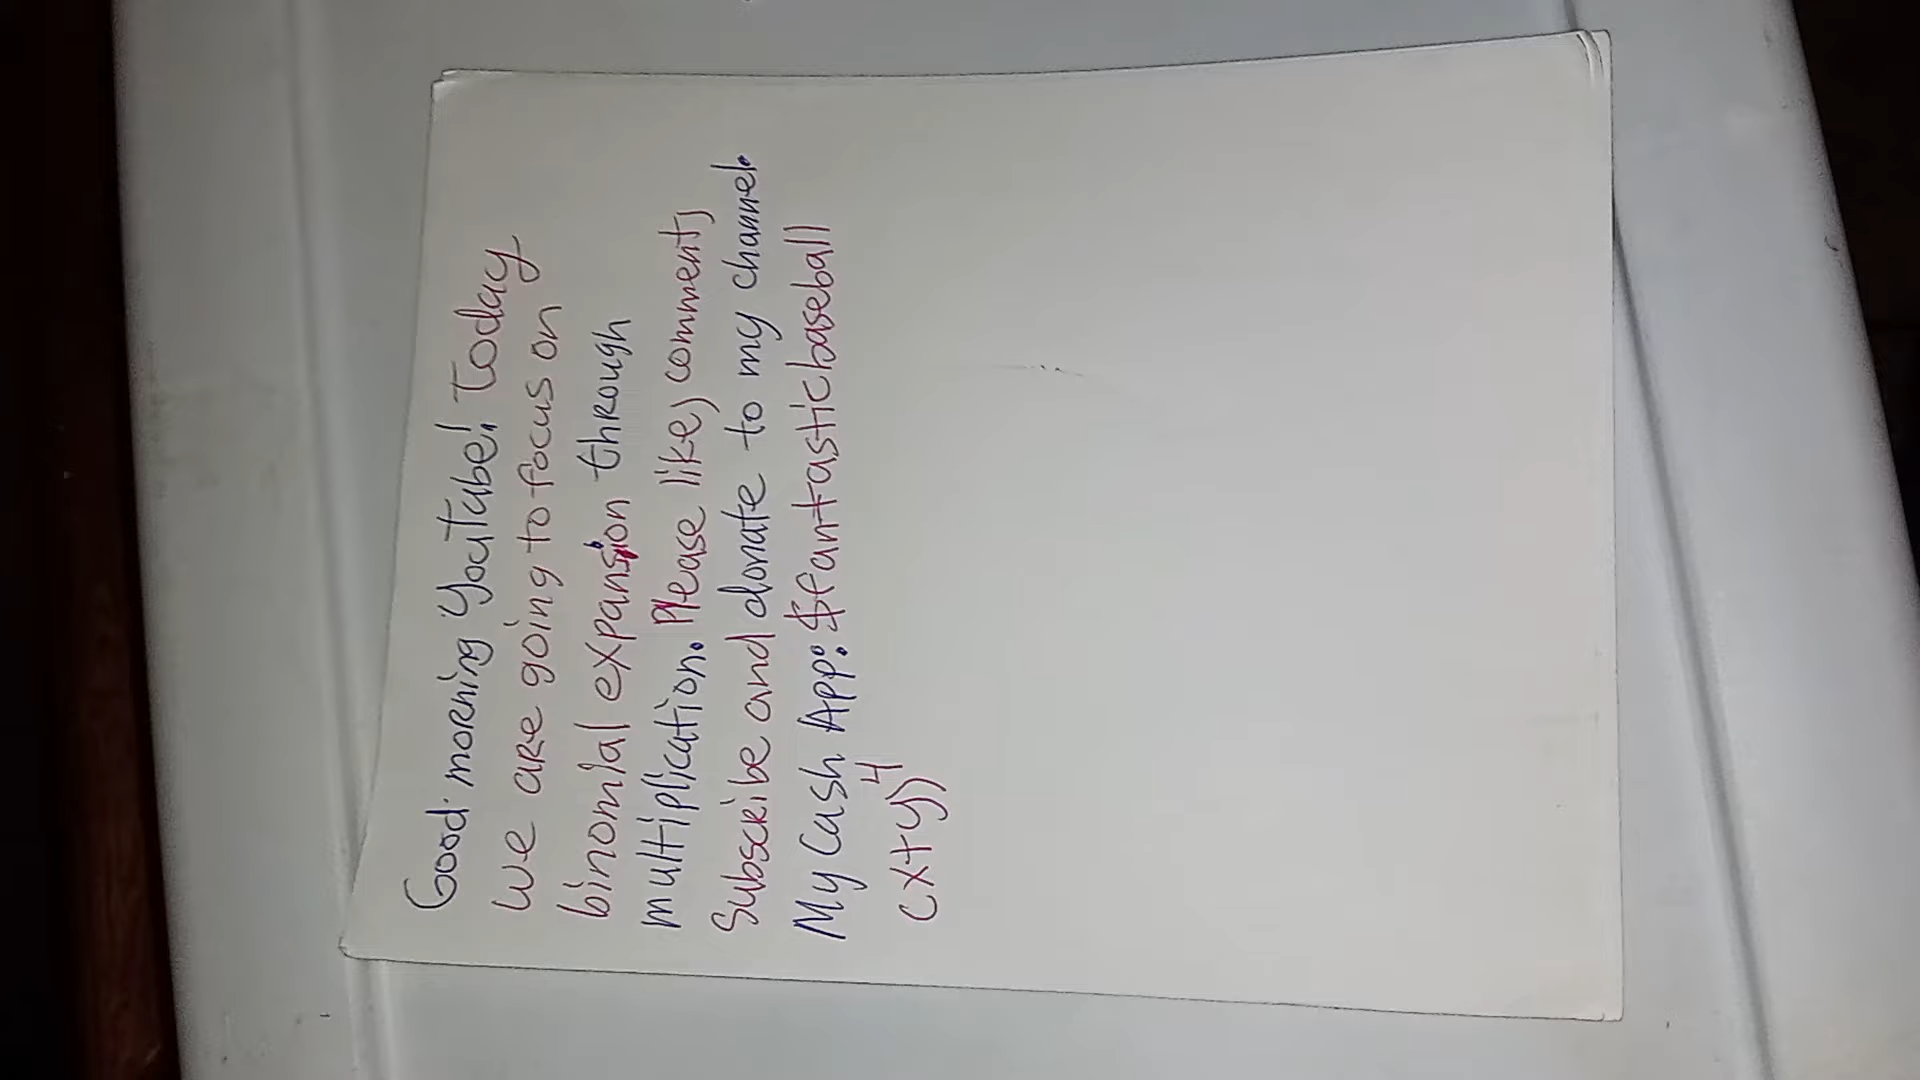 Good morning YouTube! Today
we are going to focus on
binomial expansion through
multiplication. Please like, comment,
Subscribe and donate to my channel.
My Cash App: $fantasticbaseball
(x+y)⁴